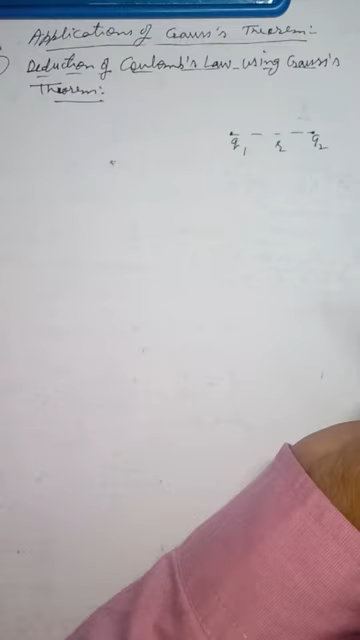 Applications of Gauss's Theorem:-
Deduction of Coulomb's Law using Gauss's
Theorem:-
q1 r q2